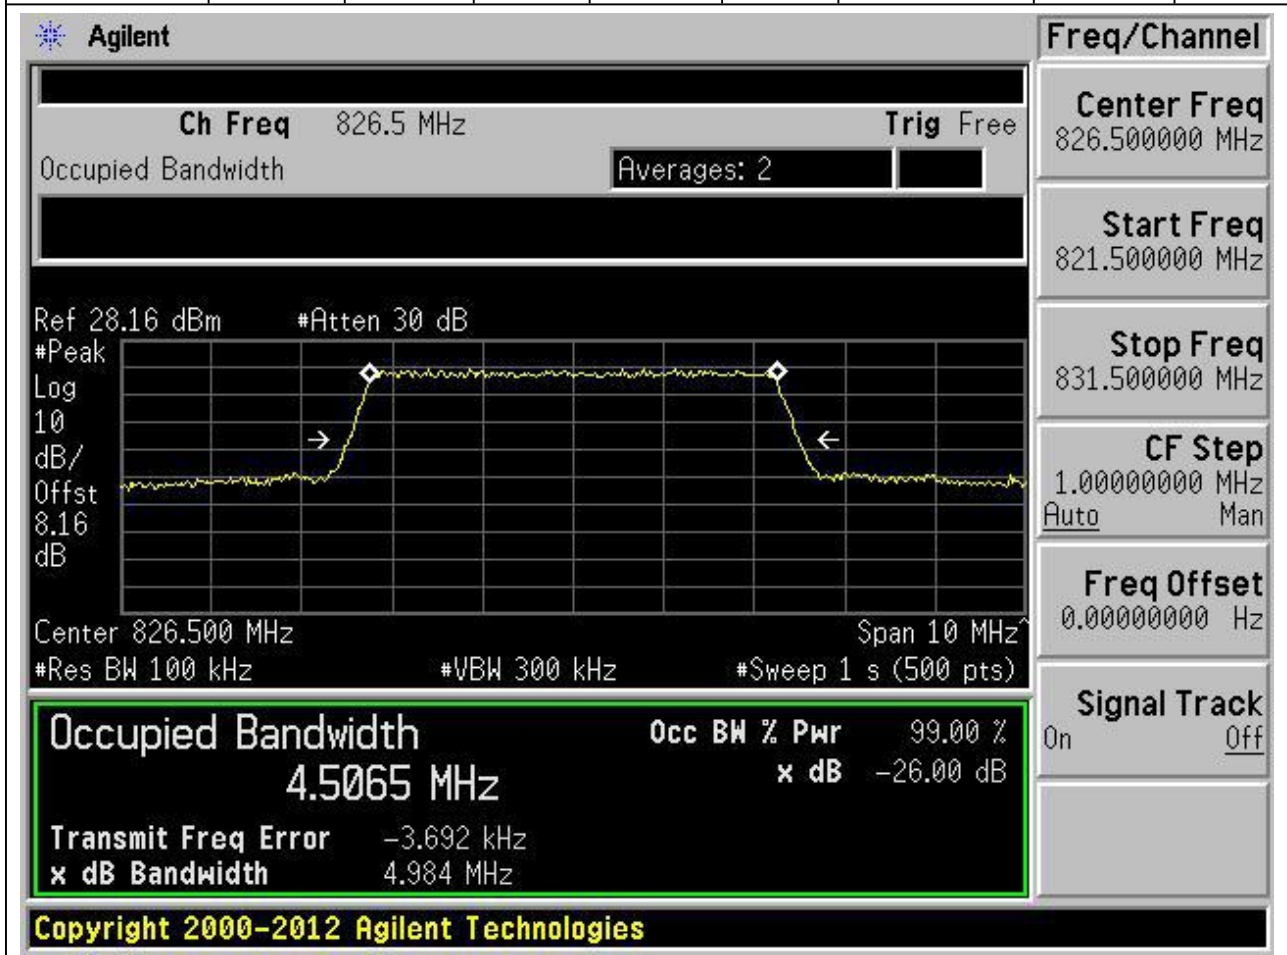 Agilent
Freq/Channel
Ch Freq 826.5 MHz Trig Free
Occupied Bandwidth Averages: 2
Center Freq
826.500000 MHz
Start Freq
821.500000 MHz
Stop Freq
831.500000 MHz
CF Step
1.00000000 MHz
Auto Man
Freq Offset
0.00000000 Hz
Signal Track
On Off
Ref 28.16 dBm #Atten 30 dB
#Peak
Log
10
dB/
Offst
8.16
dB
Center 826.500 MHz Span 10 MHz^
#Res BW 100 kHz #VBW 300 kHz #Sweep 1 s (500 pts)
Occupied Bandwidth Occ BW % Pwr 99.00 %
4.5065 MHz x dB -26.00 dB
Transmit Freq Error -3.692 kHz
x dB Bandwidth 4.984 MHz
Copyright 2000-2012 Agilent Technologies